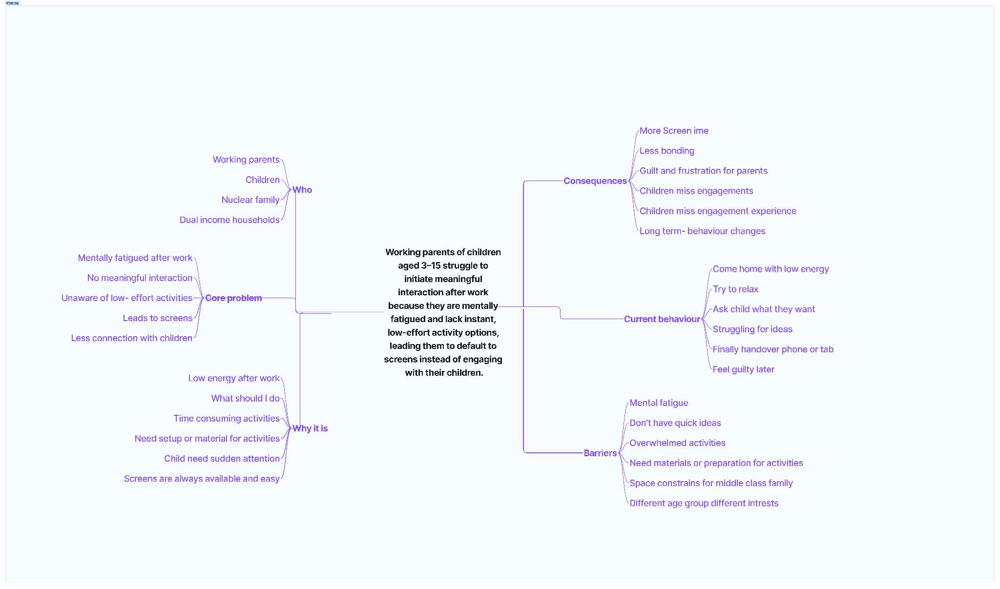 Mind Map
Working parents
Children
Who
Nuclear family
Dual income households
Mentally fatigued after work
No meaningful interaction
Unaware of low- effort activities
Core problem
Leads to screens
Less connection with children
Low energy after work
What should I do
Time consuming activities
Why it is
Need setup or material for activities
Child need sudden attention
Screens are always available and easy
Working parents of children
aged 3–15 struggle to
initiate meaningful
interaction after work
because they are mentally
fatigued and lack instant,
low-effort activity options,
leading them to default to
screens instead of engaging
with their children.
Consequences
More Screen ime
Less bonding
Guilt and frustration for parents
Children miss engagements
Children miss engagement experience
Long term- behaviour changes
Current behaviour
Come home with low energy
Try to relax
Ask child what they want
Struggling for ideas
Finally handover phone or tab
Feel guilty later
Barriers
Mental fatigue
Don't have quick ideas
Overwhelmed activities
Need materials or preparation for activities
Space constrains for middle class family
Different age group different intrests